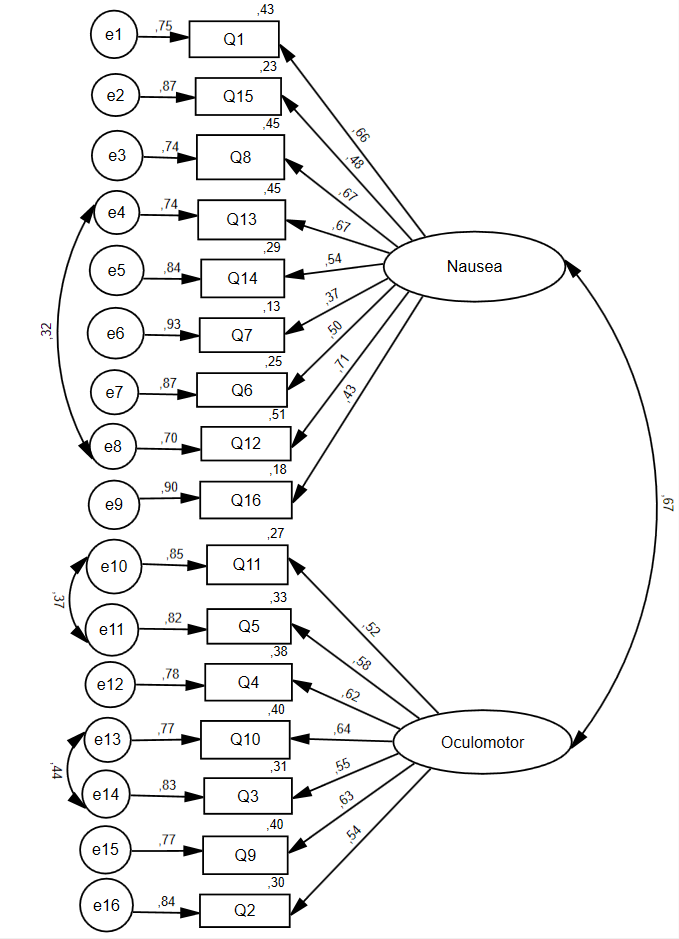 ,43
e1 ,75 Q1
,23
e2 ,87 Q15
,66
,45
,48
e3 ,74 Q8
,45
,67
e4 ,74 Q13
,67
,29
,54
e5 ,84 Q14
Nausea
,13
,37
e6 ,93 Q7
,50
,32
,25
,71
e7 ,87 Q6
,43
,51
e8 ,70 Q12
,18
e9 ,90 Q16
,67
,27
e10 ,85 Q11
,37
,33
,52
e11 ,82 Q5
,38
,58
e12 ,78 Q4
,62
,40
e13 ,77 Q10
,64
Oculomotor
,44
,31
,55
e14 ,83 Q3
,63
,40
,54
e15 ,77 Q9
,30
e16 ,84 Q2